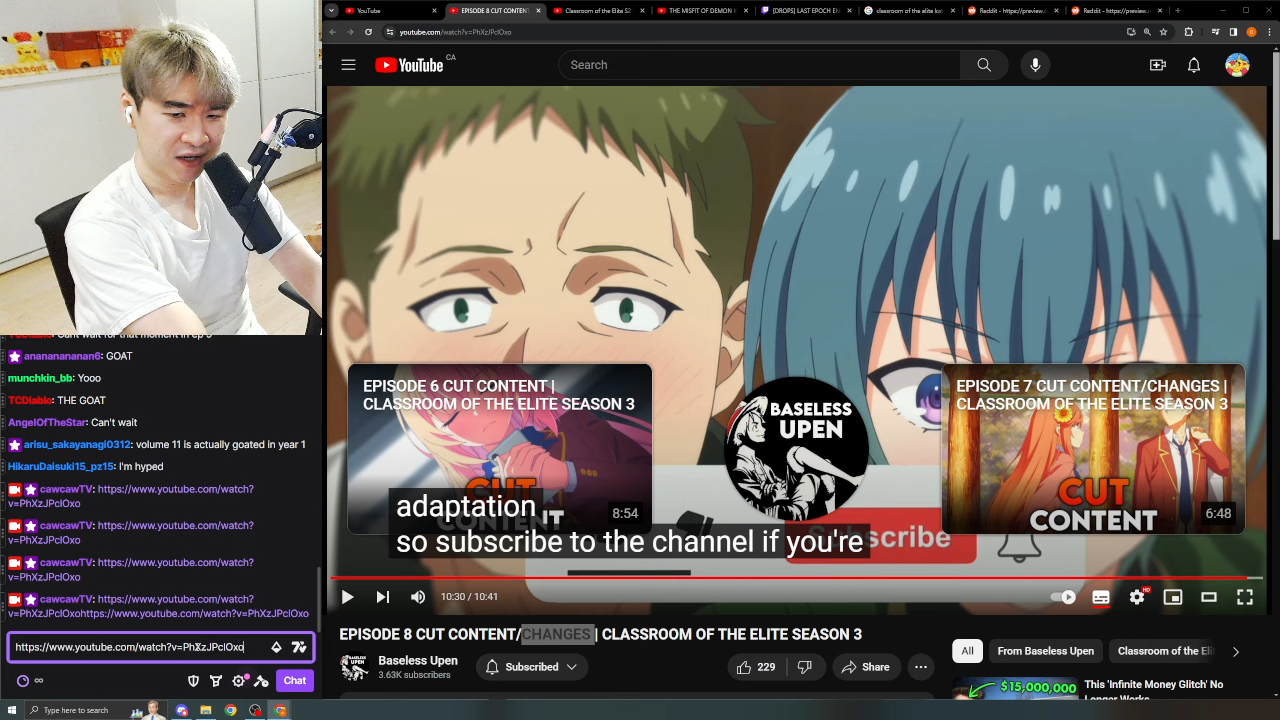 YouTube
EPISODE 8 CUT CONTEN
Classroom of the Elite S2
THE MISFIT OF DEMON K
[DROPS] LAST EPOCH EN
classroom of the elite kat
Reddit - https://preview.
Reddit - https://preview.
youtube.com/watch?v=PhXzJPclOxo
YouTube
CA
Search
EPISODE 6 CUT CONTENT |
CLASSROOM OF THE ELITE SEASON 3
CUT
CONTENT
8:54
BASELESS
UPEN
EPISODE 7 CUT CONTENT/CHANGES |
CLASSROOM OF THE ELITE SEASON 3
CUT
CONTENT
6:48
adaptation
so subscribe to the channel if you're
Subscribe
10:30 / 10:41
HD
EPISODE 8 CUT CONTENT/CHANGES | CLASSROOM OF THE ELITE SEASON 3
Baseless Upen
3.63K subscribers
Subscribed
229
Share
All
From Baseless Upen
Classroom of the Eli
$15,000,000
This 'Infinite Money Glitch' No
Longer Works
anananananan6: GOAT
munchkin_bb: Yooo
TCDiablo: THE GOAT
AngelOfTheStar: Can't wait
arisu_sakayanagi0312: volume 11 is actually goated in year 1
HikaruDaisuki15_pz15: I'm hyped
cawcawTV: https://www.youtube.com/watch?
v=PhXzJPclOxo
cawcawTV: https://www.youtube.com/watch?
v=PhXzJPclOxo
cawcawTV: https://www.youtube.com/watch?
v=PhXzJPclOxo
cawcawTV: https://www.youtube.com/watch?
v=PhXzJPclOxohttps://www.youtube.com/watch?v=PhXzJPclOxo
https://www.youtube.com/watch?v=PhXzJPclOxo
Chat
Type here to search